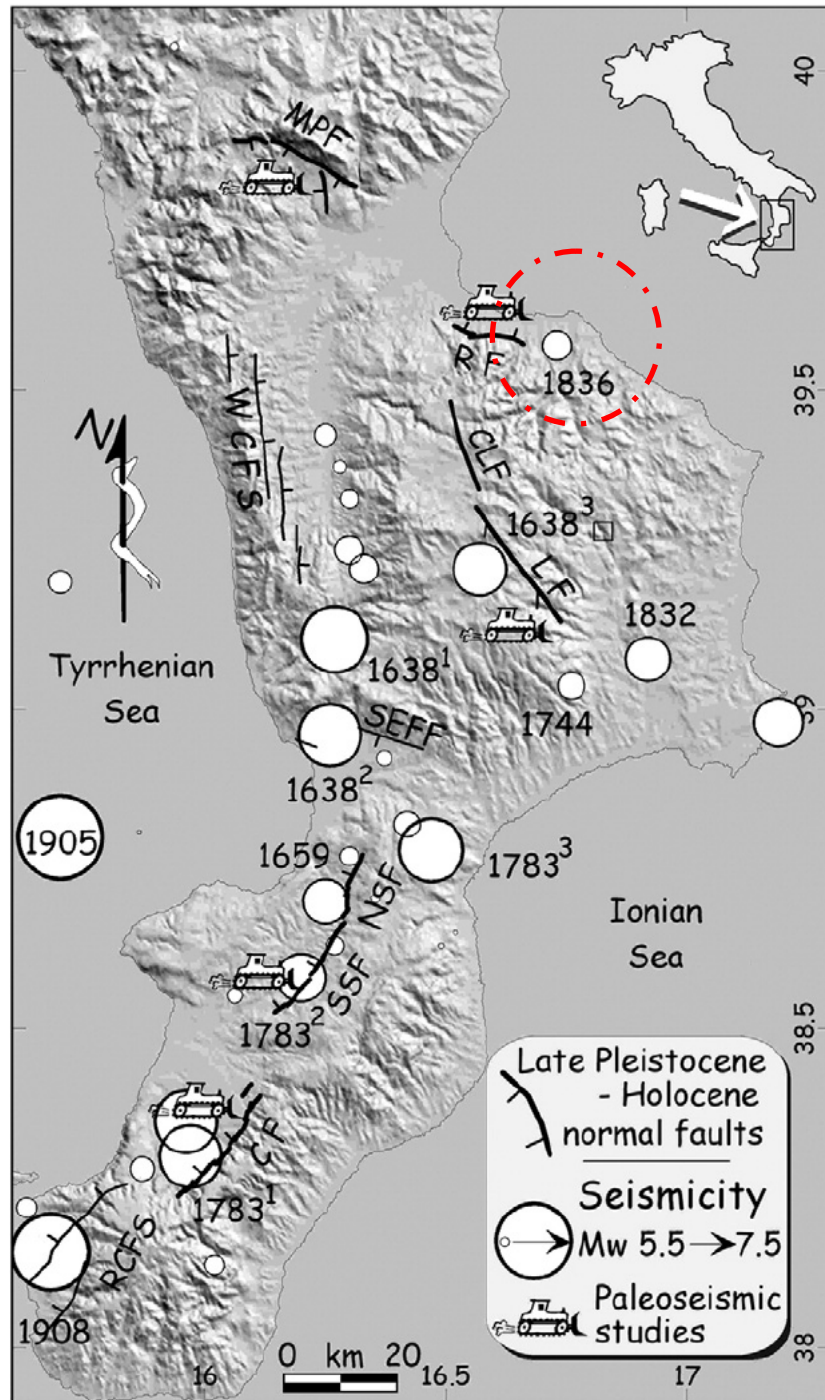 40
MPF
RF
1836
39.5
WCFS
CLF
N
1638³
LF
1832
1638¹
Tyrrhenian
Sea
SEFF
1744
39
1638²
1905
1659
1783³
NSF
Ionian
Sea
SSF
1783²
38.5
Late Pleistocene
- Holocene
normal faults
CF
Seismicity
1783¹
Mw 5.5 → 7.5
RCFS
Paleoseismic
studies
1908
38
16
0 km 20
16.5
17